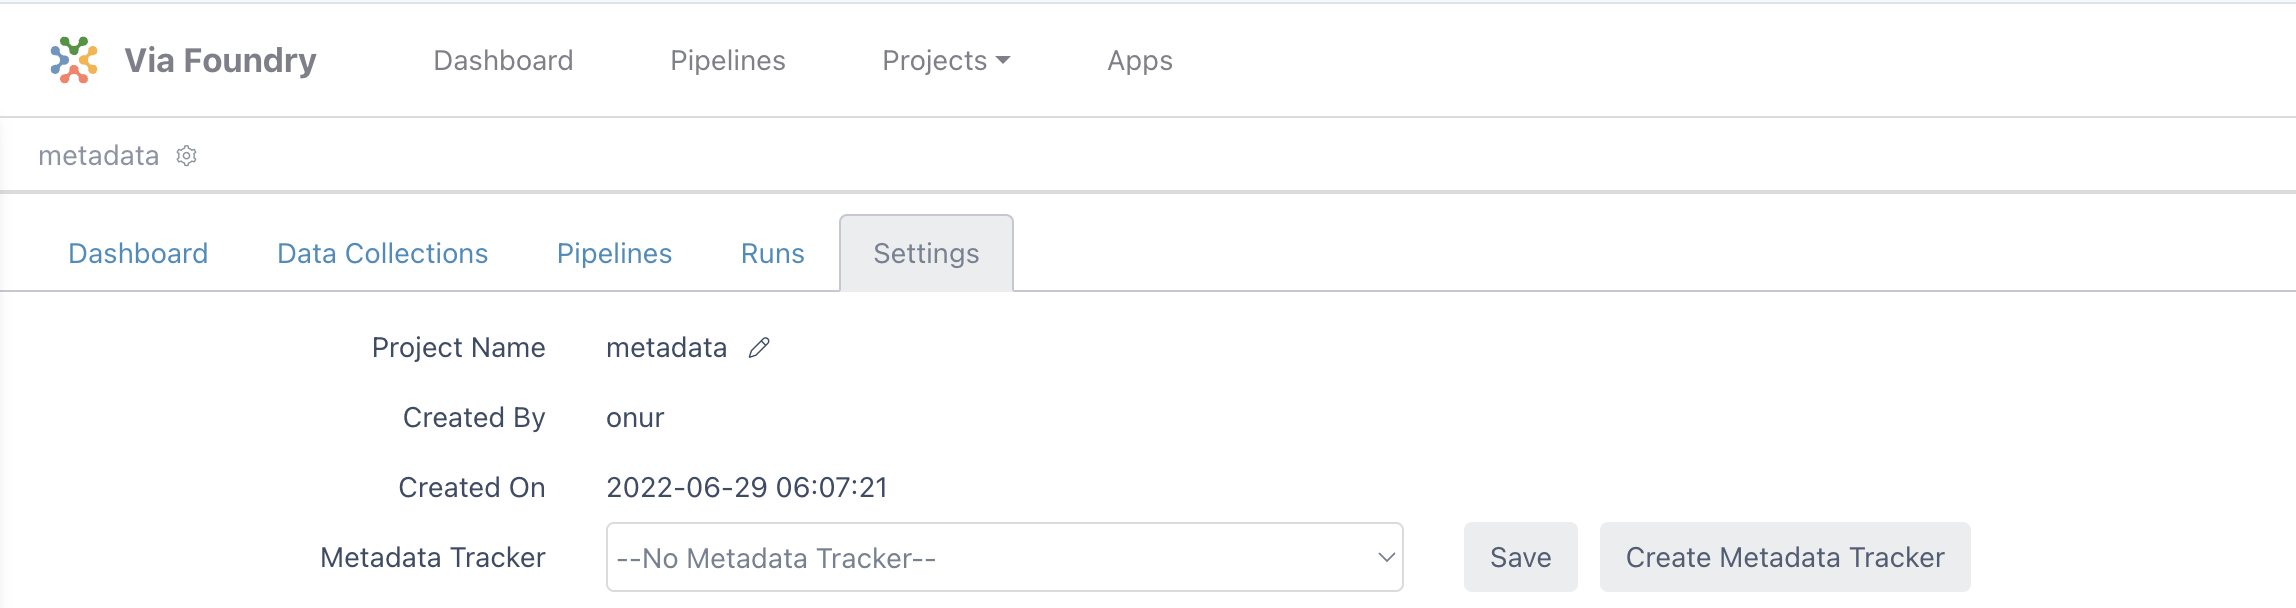 Via Foundry Dashboard Pipelines Projects Apps
metadata
Dashboard Data Collections Pipelines Runs Settings
Project Name metadata
Created By onur
Created On 2022-06-29 06:07:21
Metadata Tracker --No Metadata Tracker-- Save Create Metadata Tracker